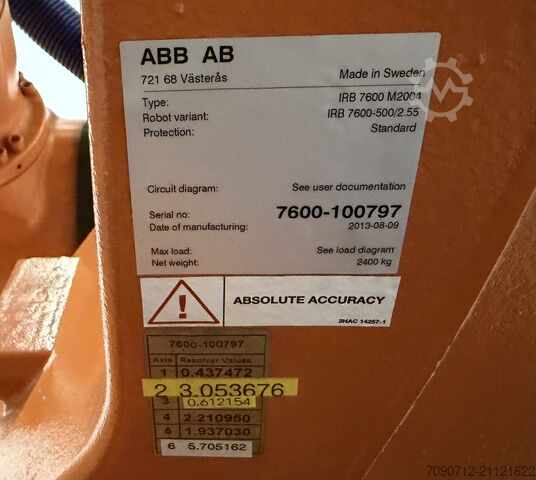 ABB AB
721 68 Västerås Made in Sweden
Type: IRB 7600 M2004
Robot variant: IRB 7600-500/2.55
Protection: Standard
Circuit diagram: See user documentation
Serial no: 7600-100797
Date of manufacturing: 2013-08-09
Max load: See load diagram
Net weight: 2400 kg
ABSOLUTE ACCURACY
3HAC 14257-1
7600-100797
Axis Resolver Values
1 0.437472
2 3.053676
3 0.612154
4 2.210950
5 1.937030
6 5.705162
7090712-21121622